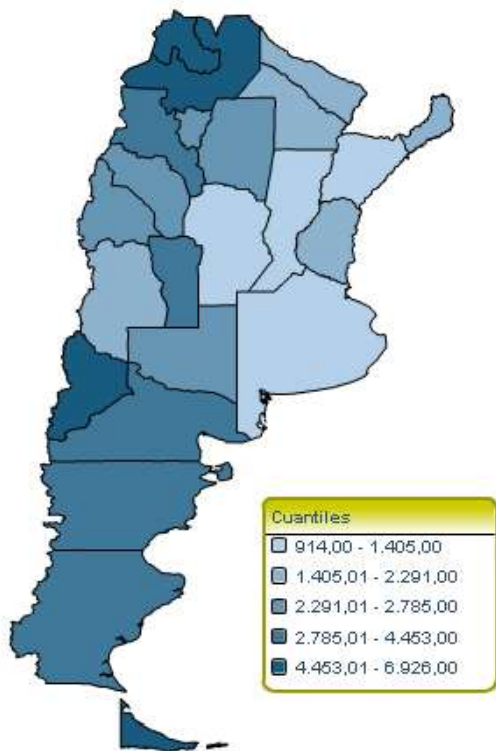 Cuantiles
914,00 - 1.405,00
1.405,01 - 2.291,00
2.291,01 - 2.785,00
2.785,01 - 4.453,00
4.453,01 - 6.926,00